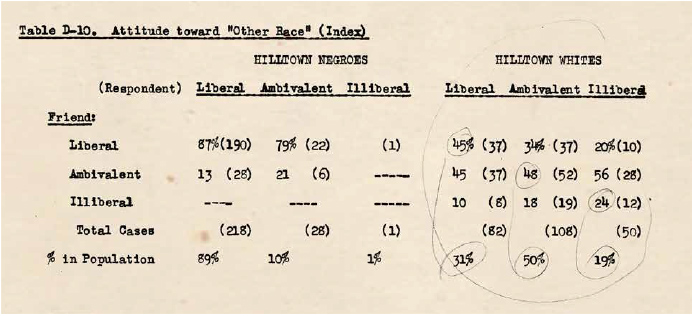 Table D-10. Attitude toward "Other Race" (Index)
HILLTOWN NEGROES HILLTOWN WHITES
(Respondent) Liberal Ambivalent Illiberal Liberal Ambivalent Illiberal
Friend:
Liberal 87%(190) 79% (22) (1) 45% (37) 34% (37) 20%(10)
Ambivalent 13 (28) 21 (6) ----- 45 (37) 48 (52) 56 (28)
Illiberal ---- ---- ----- 10 (8) 18 (19) 24 (12)
Total Cases (218) (28) (1) (82) (108) (50)
% in Population 89% 10% 1% 31% 50% 19%